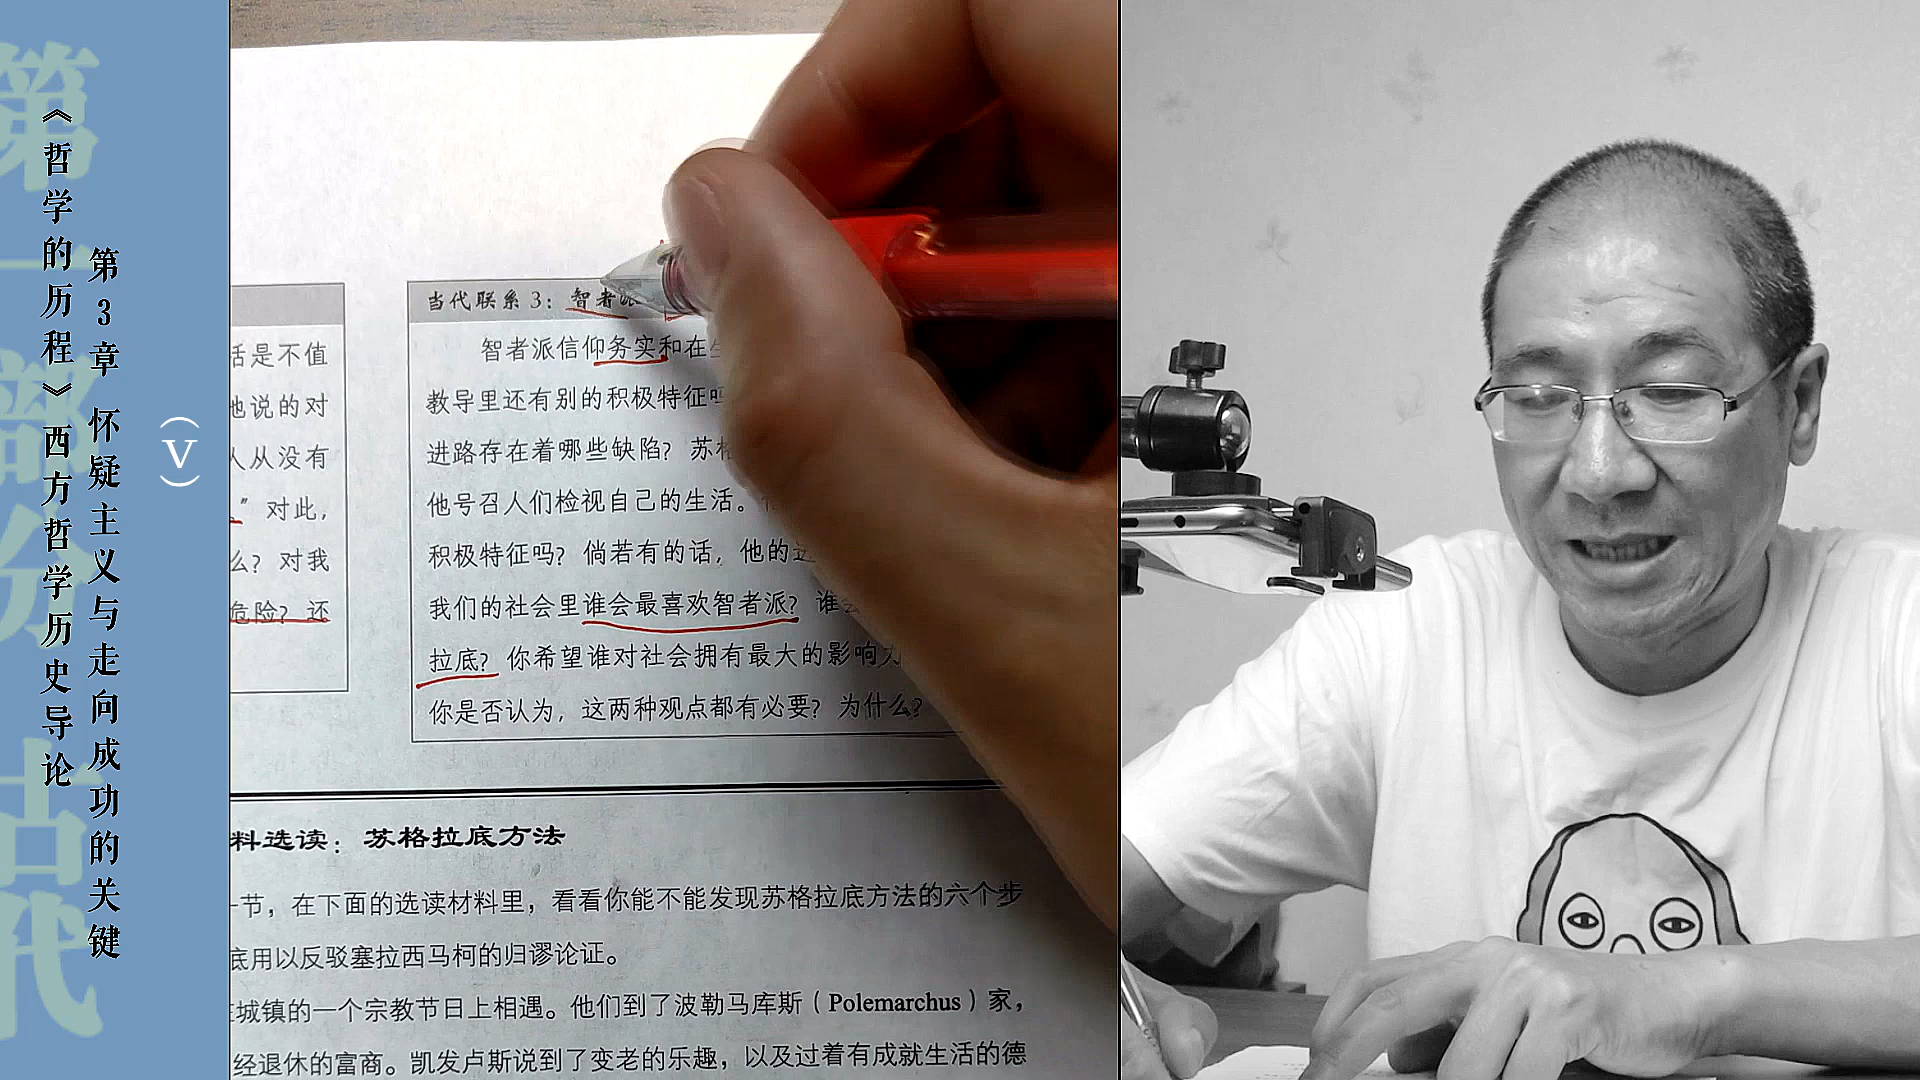 第一部分 古代
《哲学的历程》西方哲学历史导论
第3章 怀疑主义与走向成功的关键
(V)
活是不值
他说的对
人从没有
” 对此，
么？对我
危险？还
当代联系 3：智者派
智者派信仰务实和在
教导里还有别的积极特征吗
进路存在着哪些缺陷？苏格
他号召人们检视自己的生活。
积极特征吗？倘若有的话，他的进
我们的社会里谁会最喜欢智者派？谁会
拉底？你希望谁对社会拥有最大的影响力
你是否认为，这两种观点都有必要？为什么？
料选读：苏格拉底方法
一节，在下面的选读材料里，看看你能不能发现苏格拉底方法的六个步
底用以反驳塞拉西马柯的归谬论证。
城镇的一个宗教节日上相遇。他们到了波勒马库斯（Polemarchus）家，
经退休的富商。凯发卢斯说到了变老的乐趣，以及过着有成就生活的德